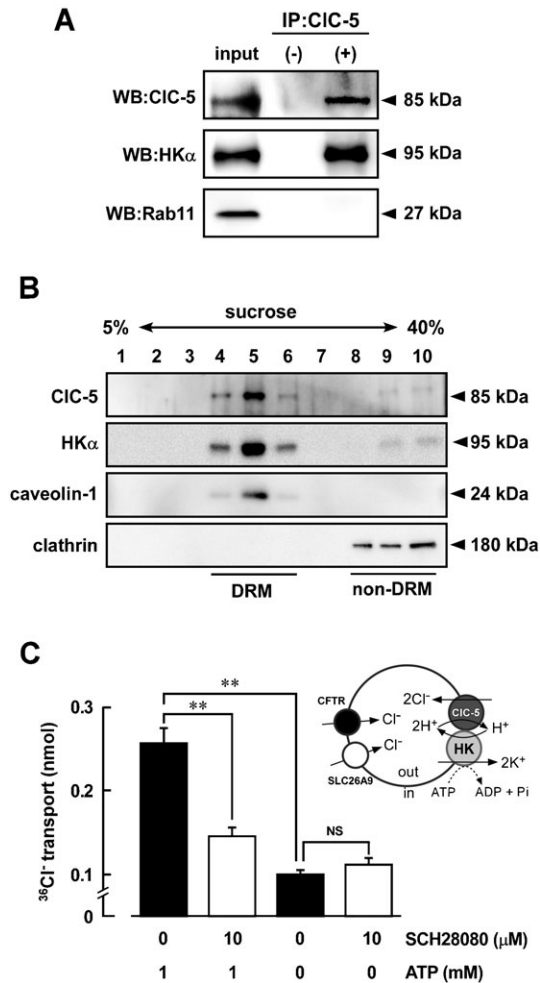 A
IP:ClC-5
input (-) (+)
WB:ClC-5 85 kDa
WB:HKα 95 kDa
WB:Rab11 27 kDa
B
sucrose
5% 40%
1 2 3 4 5 6 7 8 9 10
ClC-5 85 kDa
HKα 95 kDa
caveolin-1 24 kDa
clathrin 180 kDa
DRM non-DRM
C
³⁶Cl⁻ transport (nmol)
0.3
0.2
0.1
0
**
**
NS
CFTR
Cl⁻
SLC26A9
Cl⁻
2Cl⁻
ClC-5
2H⁺
H⁺
HK
2K⁺
out
in
ATP
ADP + Pi
0 10 0 10 SCH28080 (μM)
1 1 0 0 ATP (mM)